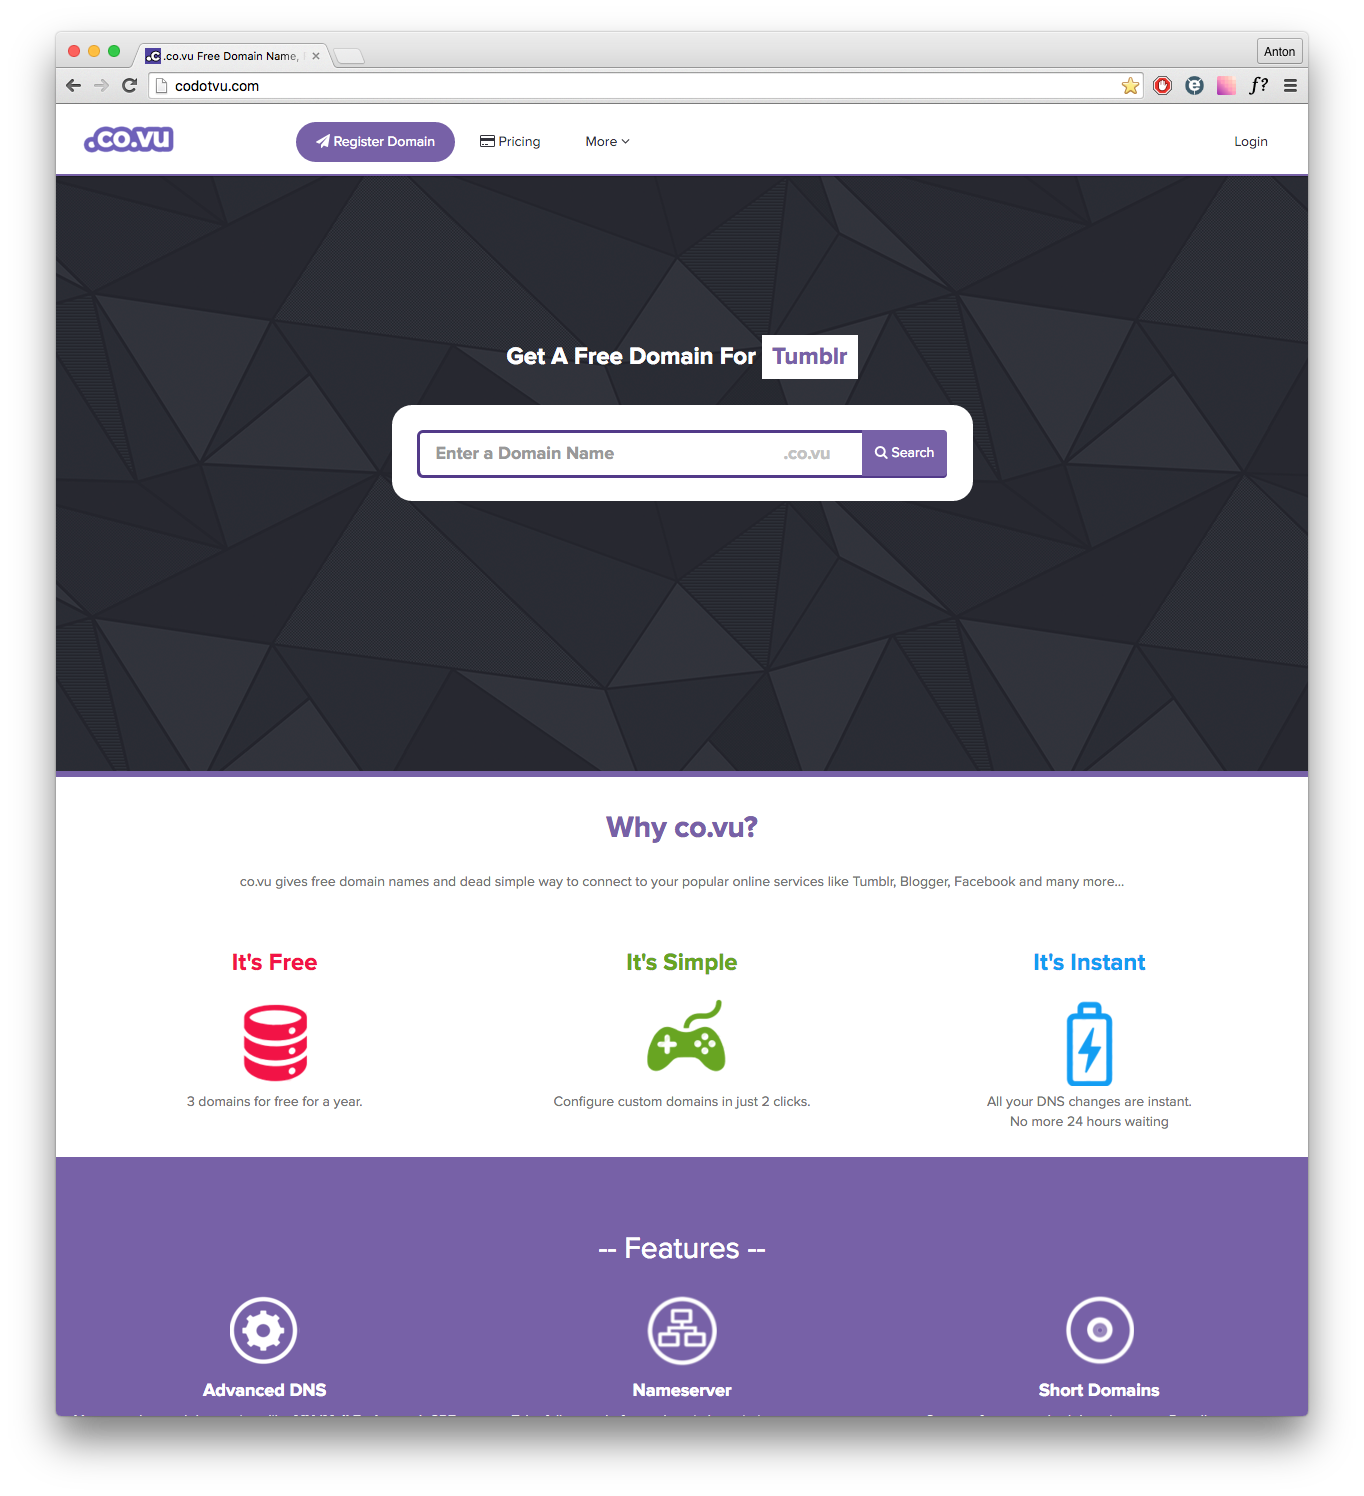 .co.vu Free Domain Name,
Anton
codotvu.com
f?
.co.vu
Register Domain
Pricing
More
Login
Get A Free Domain For Tumblr
Enter a Domain Name .co.vu Search
Why co.vu?
co.vu gives free domain names and dead simple way to connect to your popular online services like Tumblr, Blogger, Facebook and many more...
It's Free
3 domains for free for a year.
It's Simple
Configure custom domains in just 2 clicks.
It's Instant
All your DNS changes are instant.
No more 24 hours waiting
-- Features --
Advanced DNS
Nameserver
Short Domains